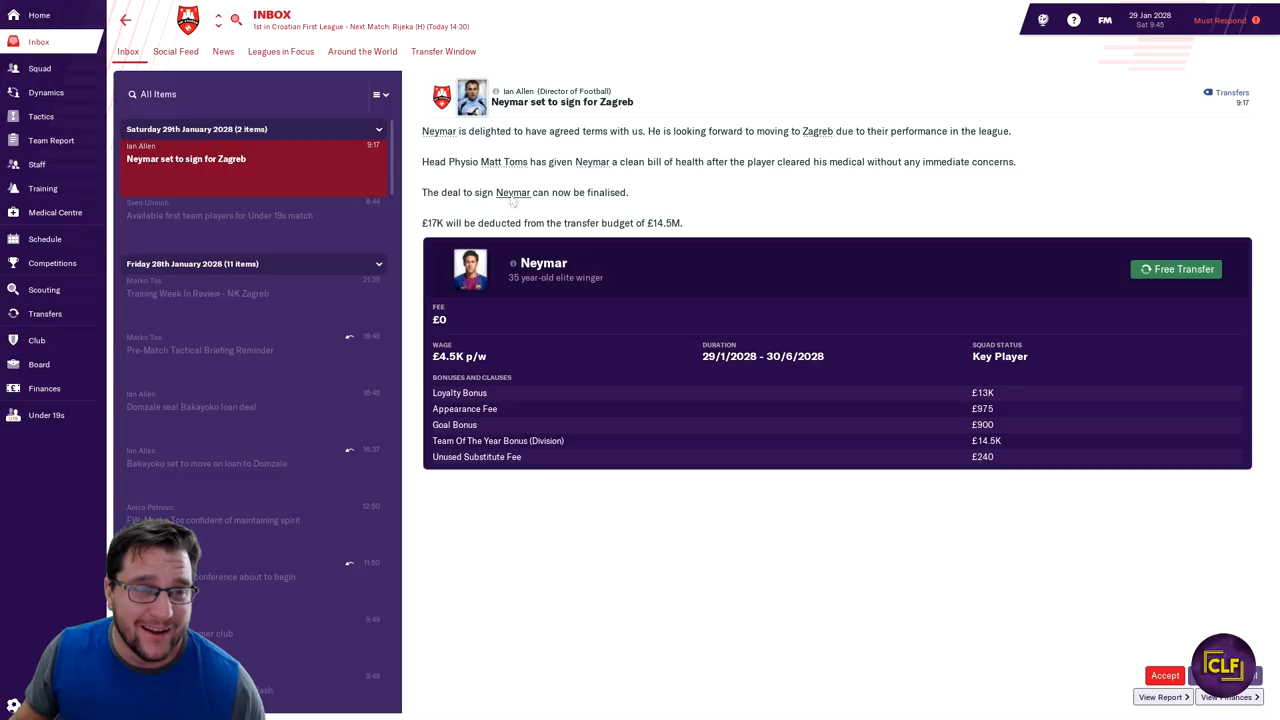 Home
Inbox
Squad
Dynamics
Tactics
Team Report
Staff
Training
Medical Centre
Schedule
Competitions
Scouting
Transfers
Club
Board
Finances
Under 19s
INBOX
1st in Croatian First League - Next Match: Rijeka (H) (Today 14:30)
FM
29 Jan 2028
Sat 9:45
Must Respond
Inbox Social Feed News Leagues in Focus Around the World Transfer Window
All Items
Saturday 29th January 2028 (2 items)
Ian Allen 9:17
Neymar set to sign for Zagreb
Sven Ulreich 8:44
Available first team players for Under 19s match
Friday 28th January 2028 (11 items)
Marko Tos 21:35
Training Week In Review - NK Zagreb
Marko Tos 18:48
Pre-Match Tactical Briefing Reminder
Ian Allen 16:45
Domzale seal Bakayoko loan deal
Ian Allen 16:37
Bakayoko set to move on loan to Domzale
Anica Petrovic 12:50
FW: Marko Tos confident of maintaining spirit
11:50
conference about to begin
9:49
club
8:49
Ian Allen (Director of Football)
Neymar set to sign for Zagreb
Transfers
9:17
Neymar is delighted to have agreed terms with us. He is looking forward to moving to Zagreb due to their performance in the league.
Head Physio Matt Toms has given Neymar a clean bill of health after the player cleared his medical without any immediate concerns.
The deal to sign Neymar can now be finalised.
£17K will be deducted from the transfer budget of £14.5M.
Neymar
35 year-old elite winger
Free Transfer
FEE
£0
WAGE DURATION SQUAD STATUS
£4.5K p/w 29/1/2028 - 30/6/2028 Key Player
BONUSES AND CLAUSES
Loyalty Bonus £13K
Appearance Fee £975
Goal Bonus £900
Team Of The Year Bonus (Division) £14.5K
Unused Substitute Fee £240
CLF
Accept
View Report View Finances